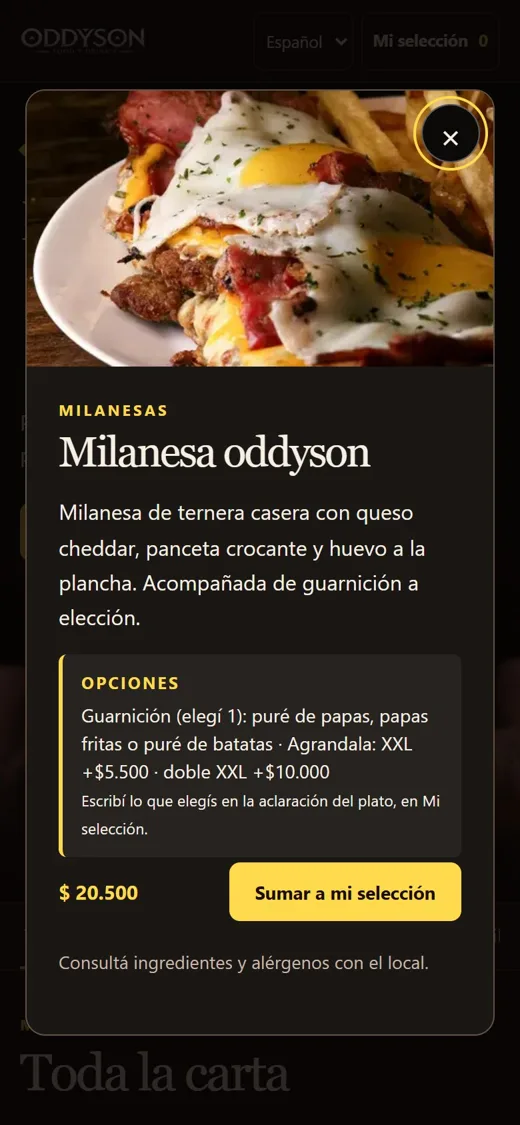 ODDYSON
Español
Mi selección 0
×
MILANESAS
Milanesa oddyson
Milanesa de ternera casera con queso
cheddar, panceta crocante y huevo a la
plancha. Acompañada de guarnición a
elección.
OPCIONES
Guarnición (elegí 1): puré de papas, papas
fritas o puré de batatas · Agrandala: XXL
+$5.500 · doble XXL +$10.000
Escribí lo que elegís en la aclaración del plato, en Mi
selección.
$ 20.500
Sumar a mi selección
Consultá ingredientes y alérgenos con el local.
Toda la carta